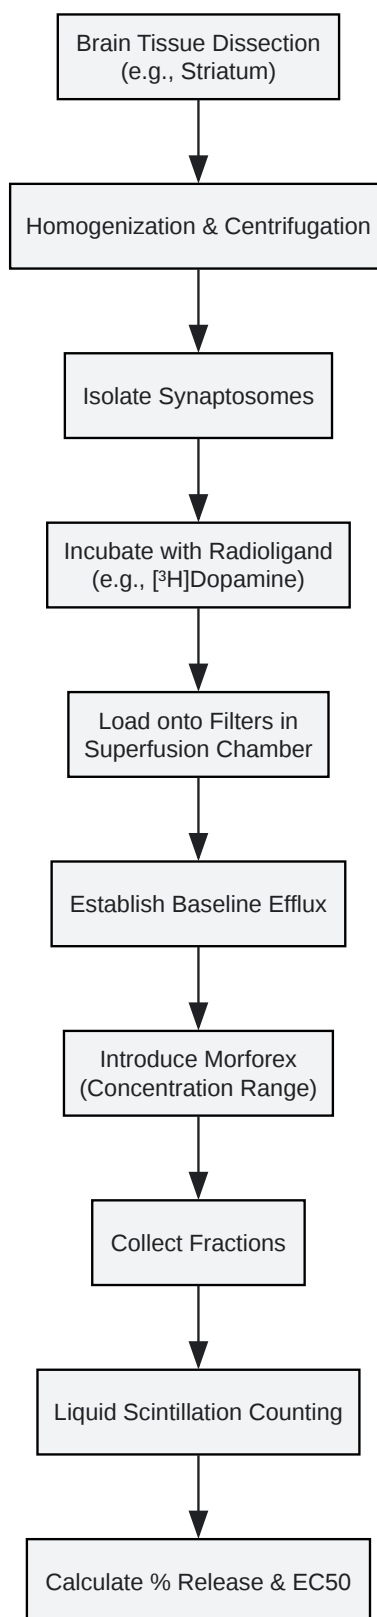 Brain Tissue Dissection
(e.g., Striatum)
Homogenization & Centrifugation
Isolate Synaptosomes
Incubate with Radioligand
(e.g., [³H]Dopamine)
Load onto Filters in
Superfusion Chamber
Establish Baseline Efflux
Introduce Morforex
(Concentration Range)
Collect Fractions
Liquid Scintillation Counting
Calculate % Release & EC50